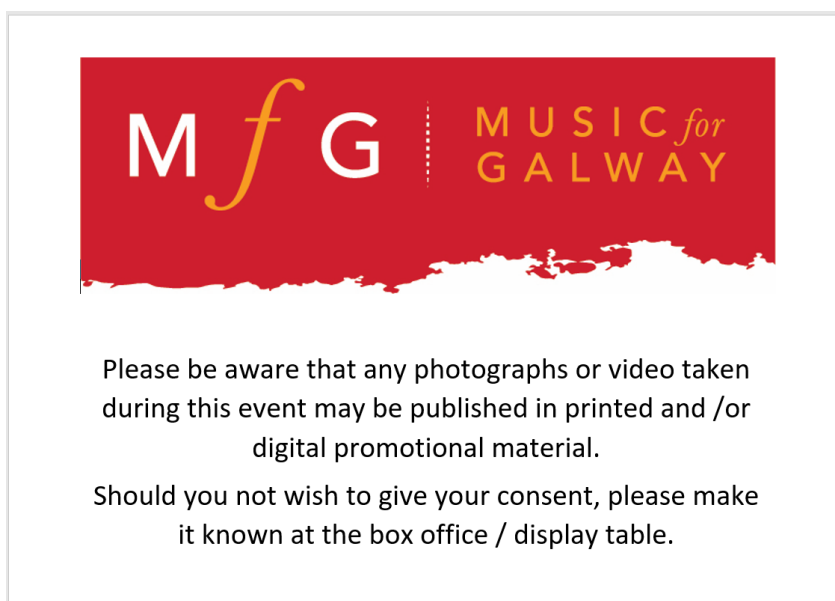 M f G
MUSIC for
GALWAY
Please be aware that any photographs or video taken
during this event may be published in printed and /or
digital promotional material.
Should you not wish to give your consent, please make
it known at the box office / display table.